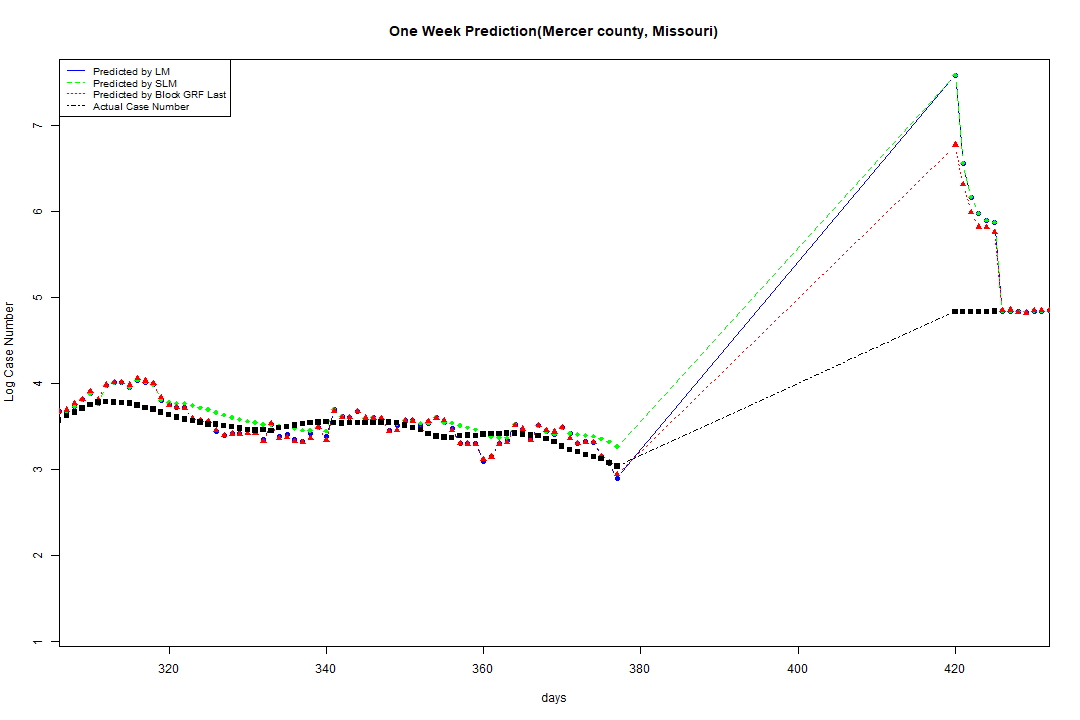 One Week Prediction(Mercer county, Missouri)
Predicted by LM
Predicted by SLM
Predicted by Block GRF Last
Actual Case Number
Log Case Number
7
6
5
4
3
2
1
320 340 360 380 400 420
days